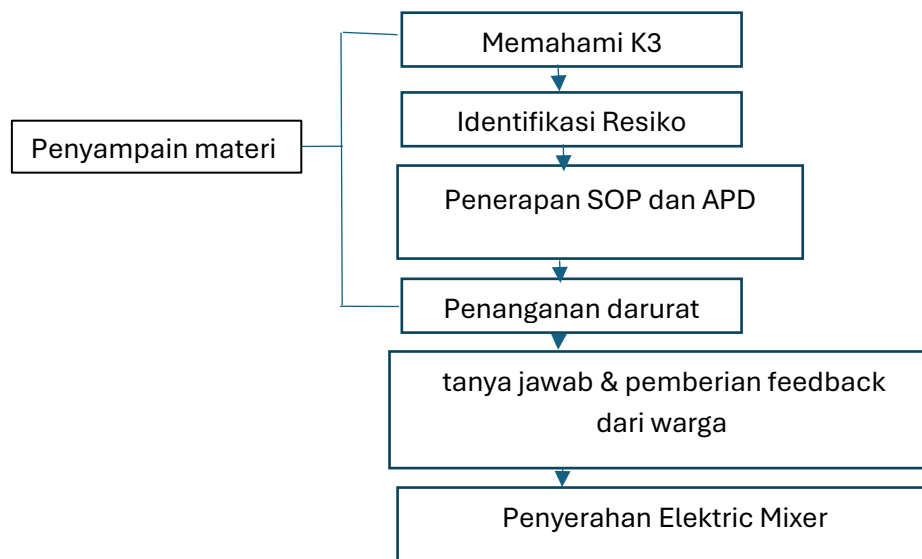 Memahami K3
Identifikasi Resiko
Penyampain materi
Penerapan SOP dan APD
Penanganan darurat
tanya jawab & pemberian feedback
dari warga
Penyerahan Elektric Mixer